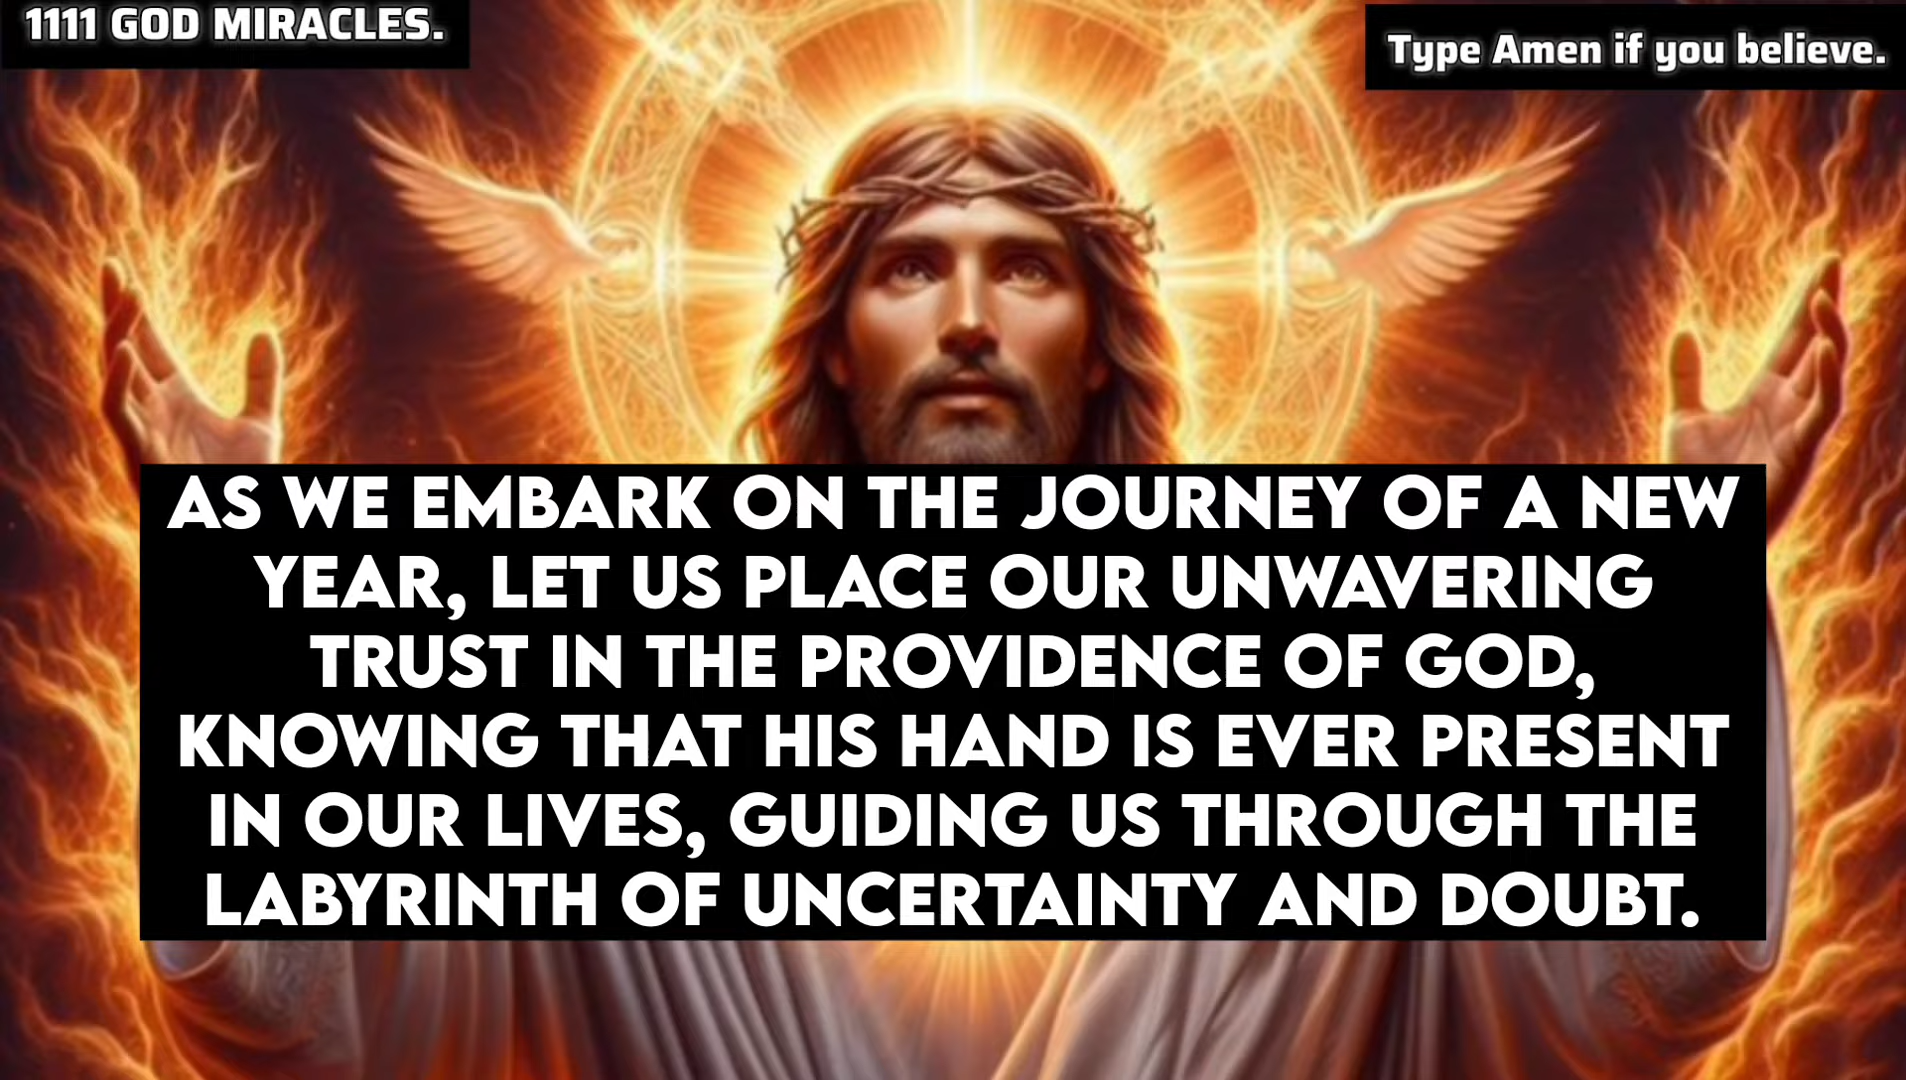 1111 GOD MIRACLES.
Type Amen if you believe.
AS WE EMBARK ON THE JOURNEY OF A NEW
YEAR, LET US PLACE OUR UNWAVERING
TRUST IN THE PROVIDENCE OF GOD,
KNOWING THAT HIS HAND IS EVER PRESENT
IN OUR LIVES, GUIDING US THROUGH THE
LABYRINTH OF UNCERTAINTY AND DOUBT.